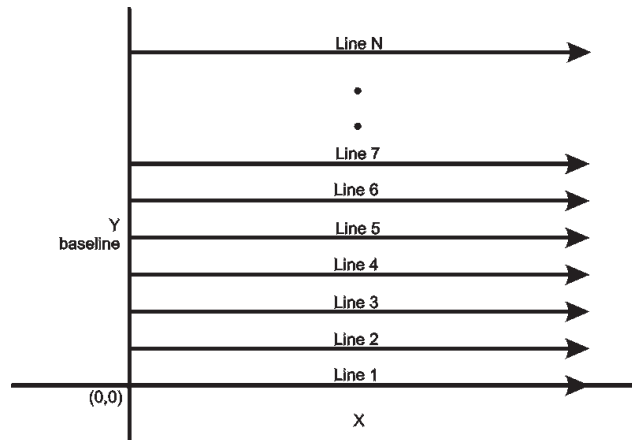 Line N
Line 7
Line 6
Y
baseline
Line 5
Line 4
Line 3
Line 2
Line 1
(0,0)
X